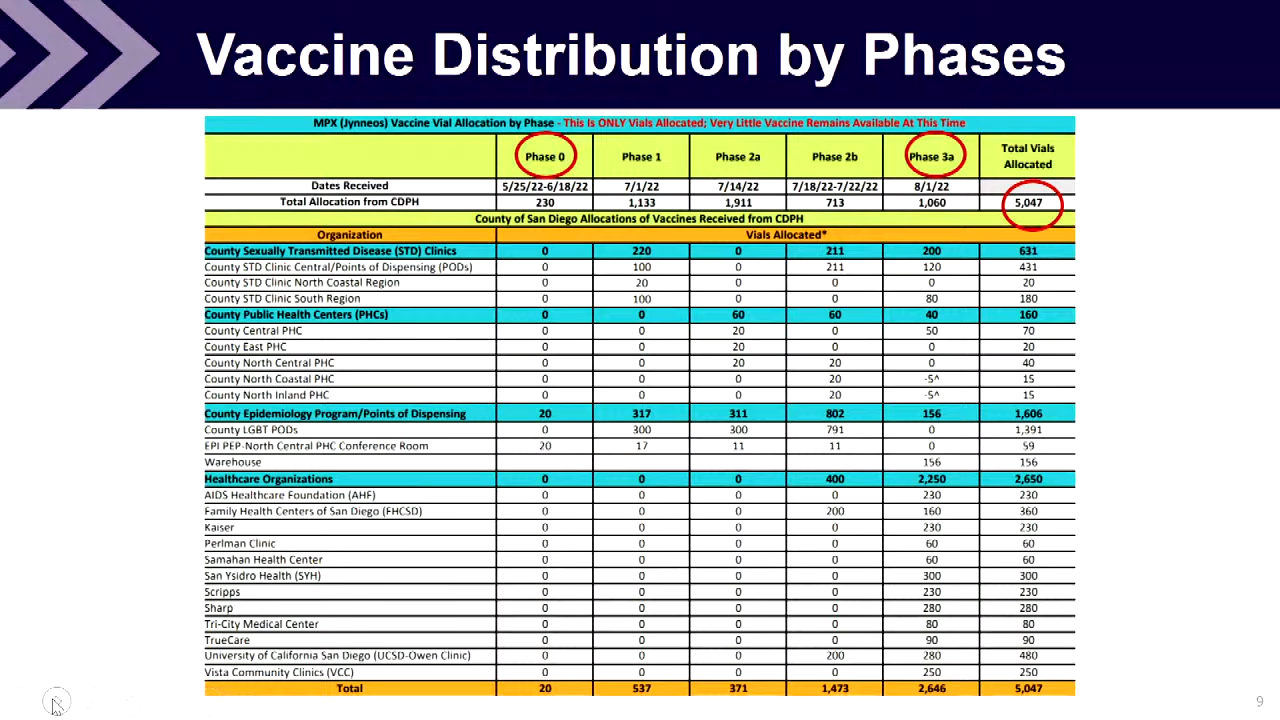 Vaccine Distribution by Phases
MPX (Jynneos) Vaccine Vial Allocation by Phase - This Is ONLY Vials Allocated; Very Little Vaccine Remains Available At This Time
Phase 0 Phase 1 Phase 2a Phase 2b Phase 3a Total Vials Allocated
Dates Received 5/25/22-6/18/22 7/1/22 7/14/22 7/18/22-7/22/22 8/1/22
Total Allocation from CDPH 230 1,133 1,911 713 1,060 5,047
County of San Diego Allocations of Vaccines Received from CDPH
Organization Vials Allocated*
County Sexually Transmitted Disease (STD) Clinics 0 220 0 211 200 631
County STD Clinic Central/Points of Dispensing (PODs) 0 100 0 211 120 431
County STD Clinic North Coastal Region 0 20 0 0 0 20
County STD Clinic South Region 0 100 0 0 80 180
County Public Health Centers (PHCs) 0 0 60 60 40 160
County Central PHC 0 0 20 0 50 70
County East PHC 0 0 20 0 0 20
County North Central PHC 0 0 20 20 0 40
County North Coastal PHC 0 0 0 20 -5^ 15
County North Inland PHC 0 0 0 20 -5^ 15
County Epidemiology Program/Points of Dispensing 20 317 311 802 156 1,606
County LGBT PODs 0 300 300 791 0 1,391
EPI PEP-North Central PHC Conference Room 20 17 11 11 0 59
Warehouse 156 156
Healthcare Organizations 0 0 0 400 2,250 2,650
AIDS Healthcare Foundation (AHF) 0 0 0 0 230 230
Family Health Centers of San Diego (FHCSD) 0 0 0 200 160 360
Kaiser 0 0 0 0 230 230
Perlman Clinic 0 0 0 0 60 60
Samahan Health Center 0 0 0 0 60 60
San Ysidro Health (SYH) 0 0 0 0 300 300
Scripps 0 0 0 0 230 230
Sharp 0 0 0 0 280 280
Tri-City Medical Center 0 0 0 0 80 80
TrueCare 0 0 0 0 90 90
University of California San Diego (UCSD-Owen Clinic) 0 0 0 200 280 480
Vista Community Clinics (VCC) 0 0 0 0 250 250
Total 20 537 371 1,473 2,646 5,047
9